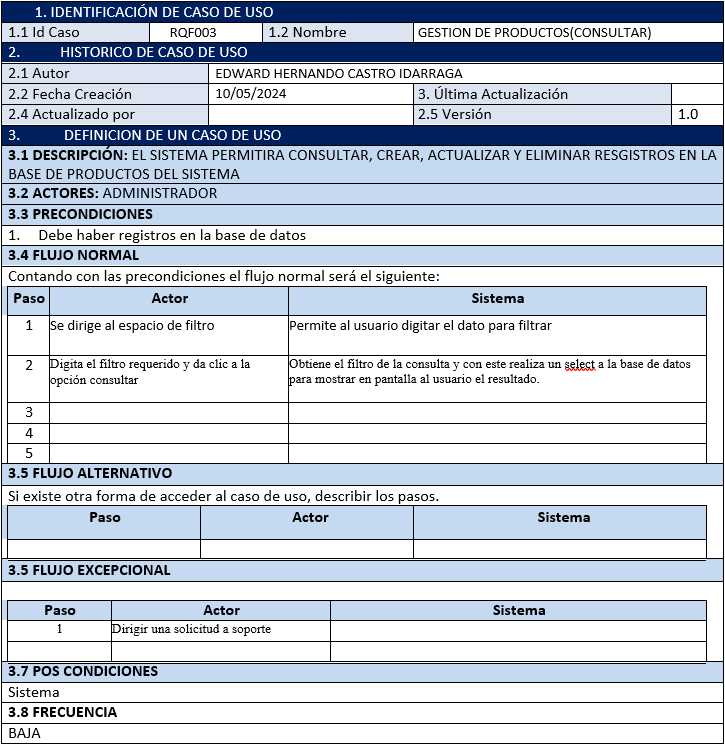 1. IDENTIFICACIÓN DE CASO DE USO
1.1 Id Caso RQF003 1.2 Nombre GESTION DE PRODUCTOS(CONSULTAR)
2. HISTORICO DE CASO DE USO
2.1 Autor EDWARD HERNANDO CASTRO IDARRAGA
2.2 Fecha Creación 10/05/2024 3. Última Actualización
2.4 Actualizado por 2.5 Versión 1.0
3. DEFINICION DE UN CASO DE USO
3.1 DESCRIPCIÓN: EL SISTEMA PERMITIRA CONSULTAR, CREAR, ACTUALIZAR Y ELIMINAR RESGISTROS EN LA
BASE DE PRODUCTOS DEL SISTEMA
3.2 ACTORES: ADMINISTRADOR
3.3 PRECONDICIONES
1. Debe haber registros en la base de datos
3.4 FLUJO NORMAL
Contando con las precondiciones el flujo normal será el siguiente:
Paso Actor Sistema
1 Se dirige al espacio de filtro Permite al usuario digitar el dato para filtrar
2 Digita el filtro requerido y da clic a la Obtiene el filtro de la consulta y con este realiza un select a la base de datos
opción consultar para mostrar en pantalla al usuario el resultado.
3
4
5
3.5 FLUJO ALTERNATIVO
Si existe otra forma de acceder al caso de uso, describir los pasos.
Paso Actor Sistema
3.5 FLUJO EXCEPCIONAL
Paso Actor Sistema
1 Dirigir una solicitud a soporte
3.7 POS CONDICIONES
Sistema
3.8 FRECUENCIA
BAJA